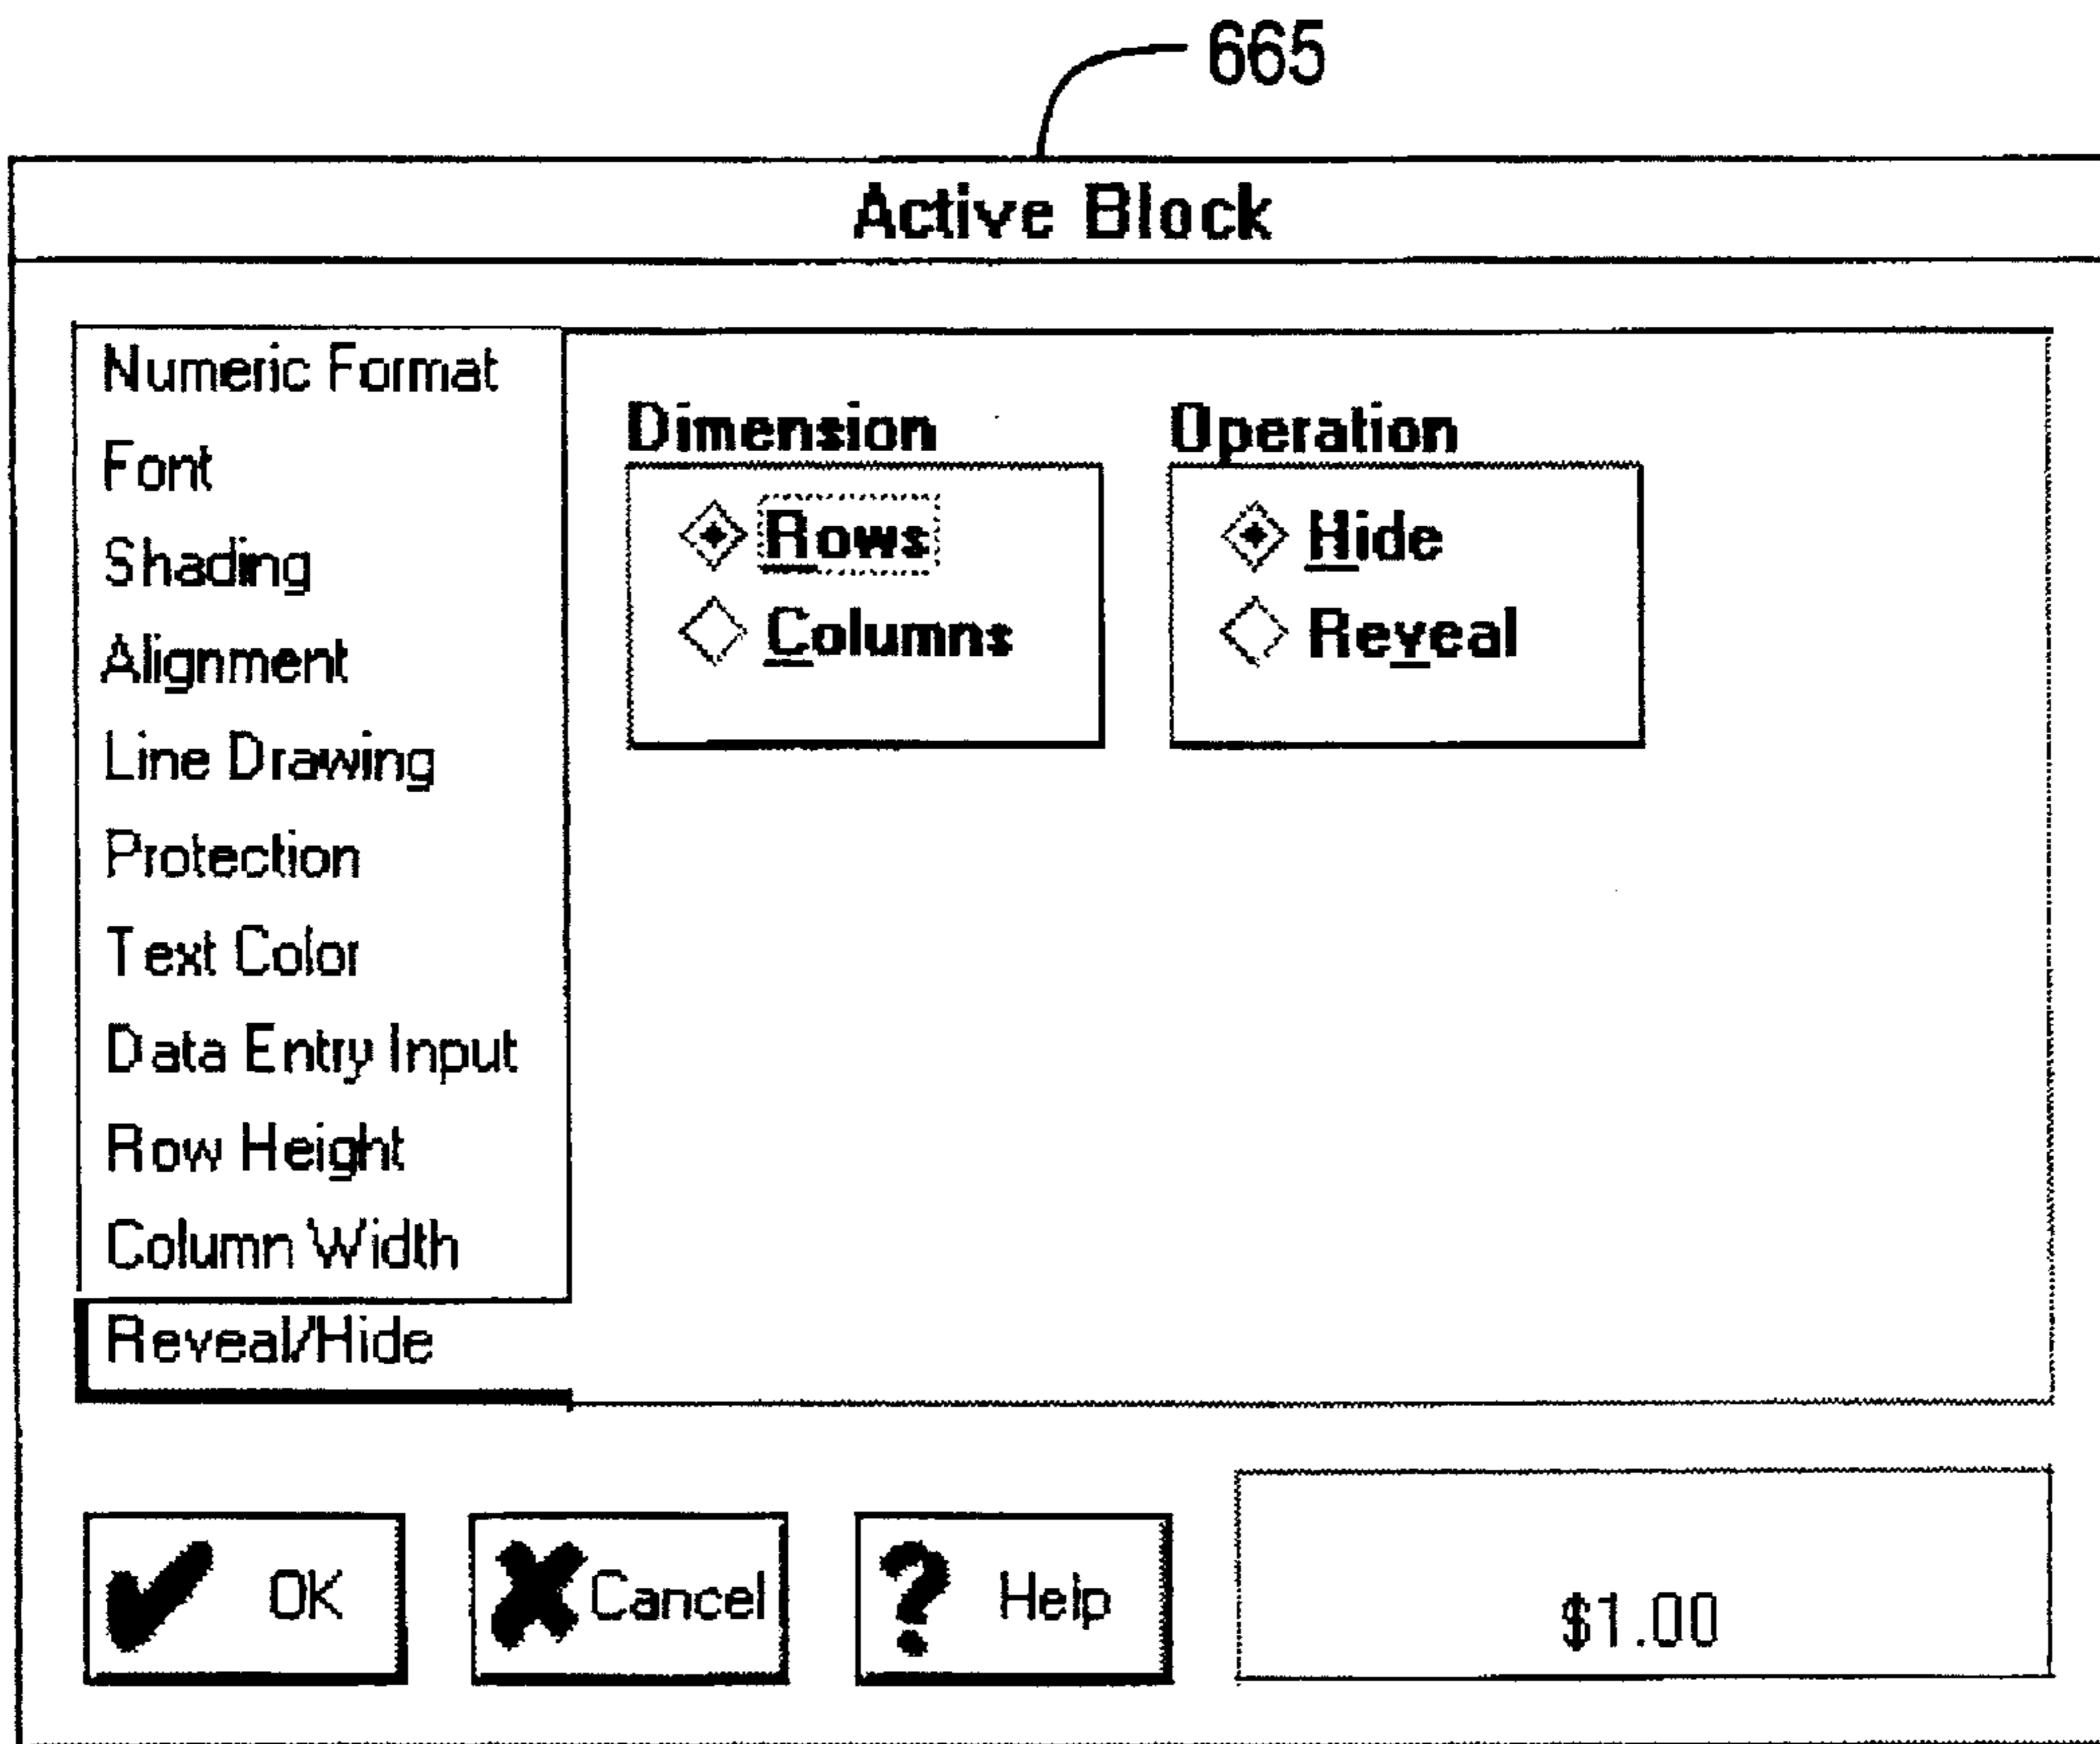 665
Active Block
Numeric Format
Font
Shading
Alignment
Line Drawing
Protection
Text Color
Data Entry Input
Row Height
Column Width
Reveal/Hide
Dimension
Rows
Columns
Operation
Hide
Reveal
OK
Cancel
? Help
$1.00